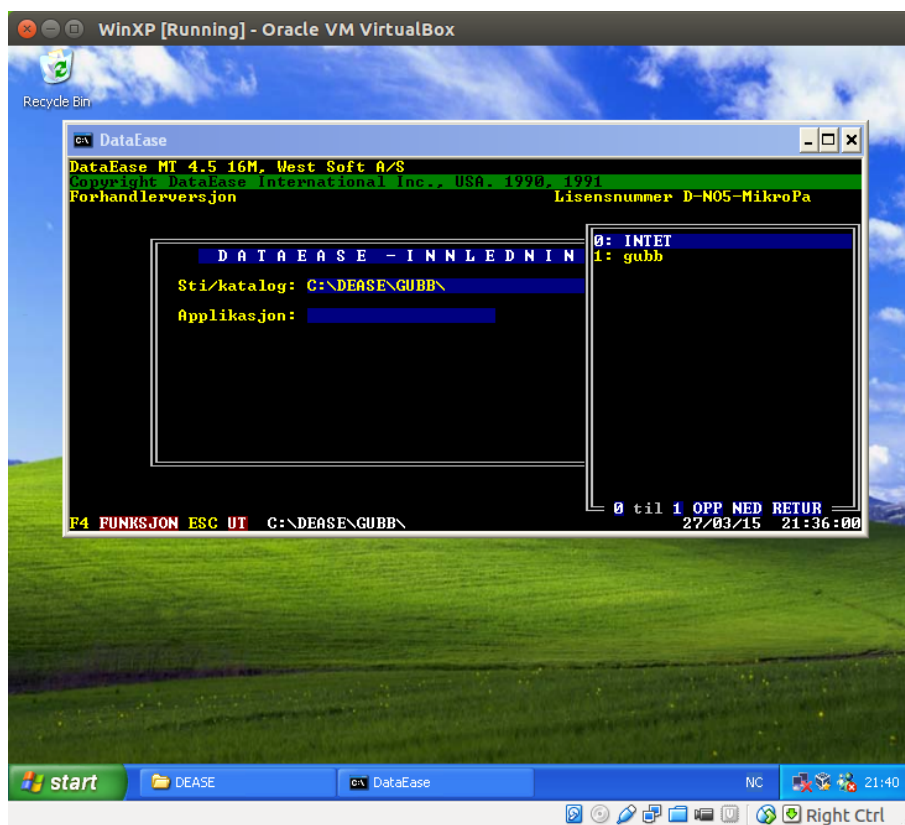 WinXP [Running] - Oracle VM VirtualBox
Recycle Bin
DataEase
DataEase MT 4.5 16M, West Soft A/S
Copyright DataEase International Inc., USA. 1990, 1991
Forhandlerversjon Lisensnummer D-NO5-MikroPa
D A T A E A S E - I N N L E D N I N
0: INTET
1: gubb
Sti/katalog: C:\DEASE\GUBB\
Applikasjon:
0 til 1 OPP NED RETUR
F4 FUNKSJON ESC UT C:\DEASE\GUBB\ 27/03/15 21:36:00
start DEASE DataEase NC 21:40
Right Ctrl